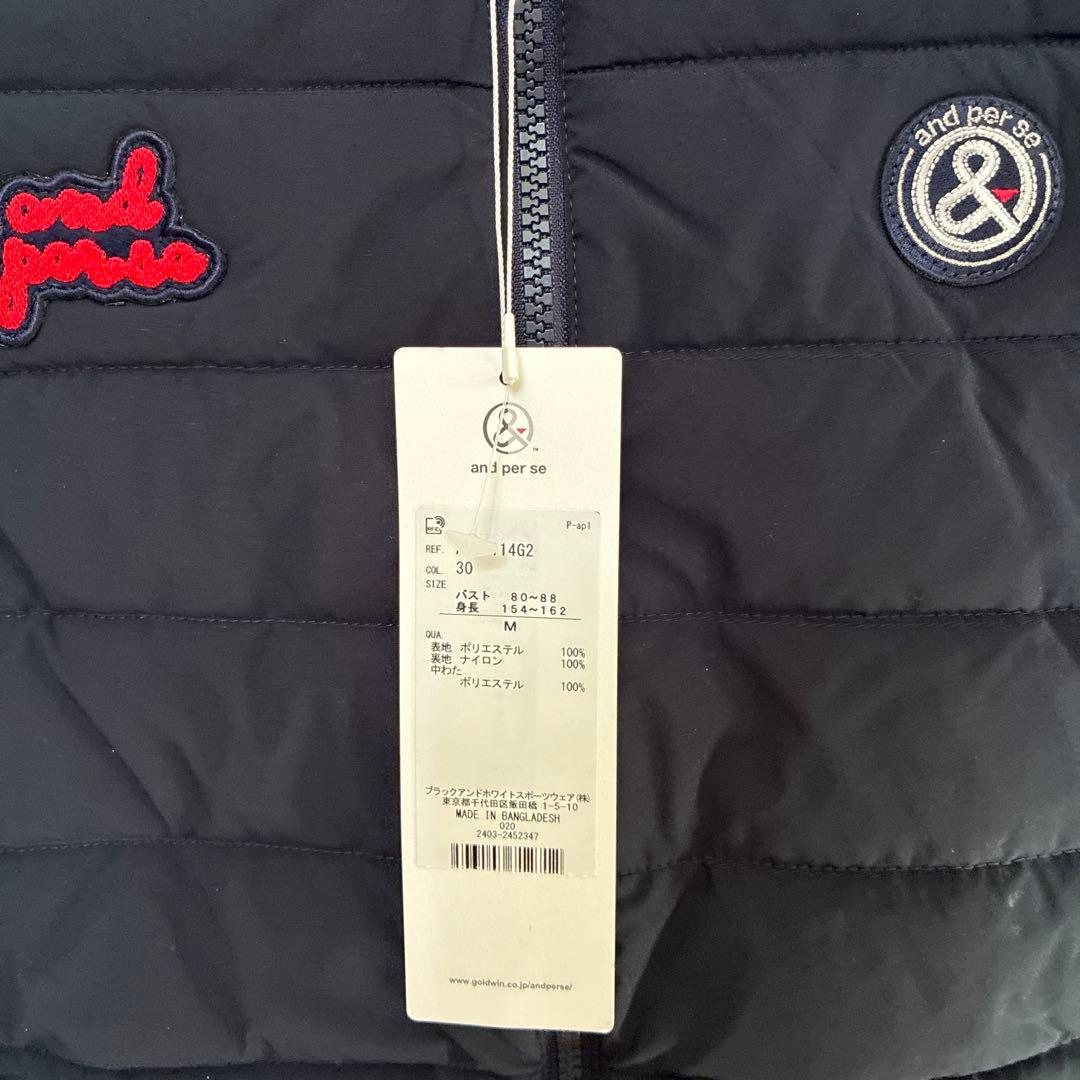 and
per se
and per se
&
&
™
and per se
RFID
P-ap1
REF. 14G2
COL. 30
SIZE
バスト 80~88
身長 154~162
M
QUA.
表地 ポリエステル 100%
裏地 ナイロン 100%
中わた
ポリエステル 100%
ブラックアンドホワイトスポーツウェア(株)
東京都千代田区飯田橋 1-5-10
MADE IN BANGLADESH
020
2403-2452347
www.goldwin.co.jp/andperse/